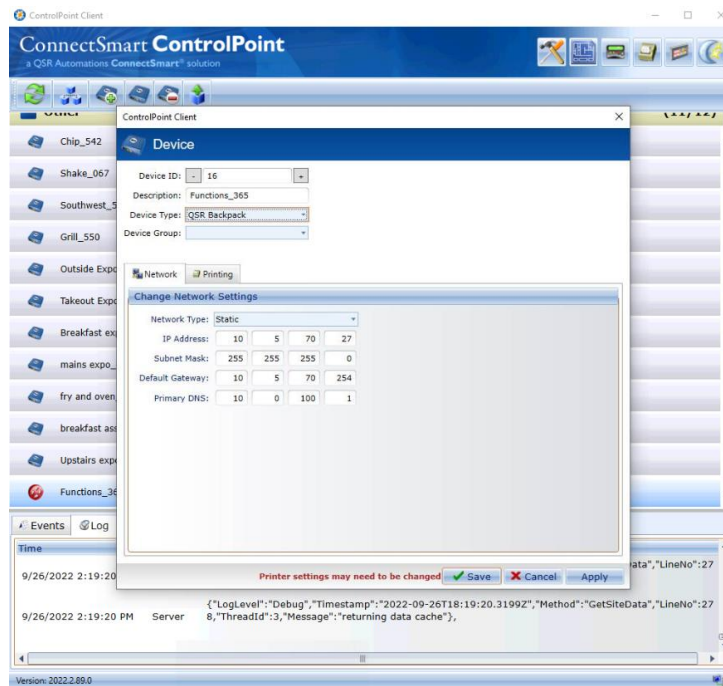 ControlPoint Client
ConnectSmart ControlPoint
a QSR Automations ConnectSmart® solution
(11/12)
Chip_542
Shake_067
Southwest_5
Grill_550
Outside Expo
Takeout Expo
Breakfast ex
mains expo_
fry and oven
breakfast ass
Upstairs expo
Functions_36
ControlPoint Client
Device
Device ID: - 16 +
Description: Functions_365
Device Type: QSR Backpack
Device Group:
Network Printing
Change Network Settings
Network Type: Static
IP Address: 10 5 70 27
Subnet Mask: 255 255 255 0
Default Gateway: 10 5 70 254
Primary DNS: 10 0 100 1
Printer settings may need to be changed Save Cancel Apply
Events Log
Time
9/26/2022 2:19:20
ata","LineNo":27
9/26/2022 2:19:20 PM Server {"LogLevel":"Debug","Timestamp":"2022-09-26T18:19:20.3199Z","Method":"GetSiteData","LineNo":27
8,"ThreadId":3,"Message":"returning data cache"},
Version: 2022.2.89.0